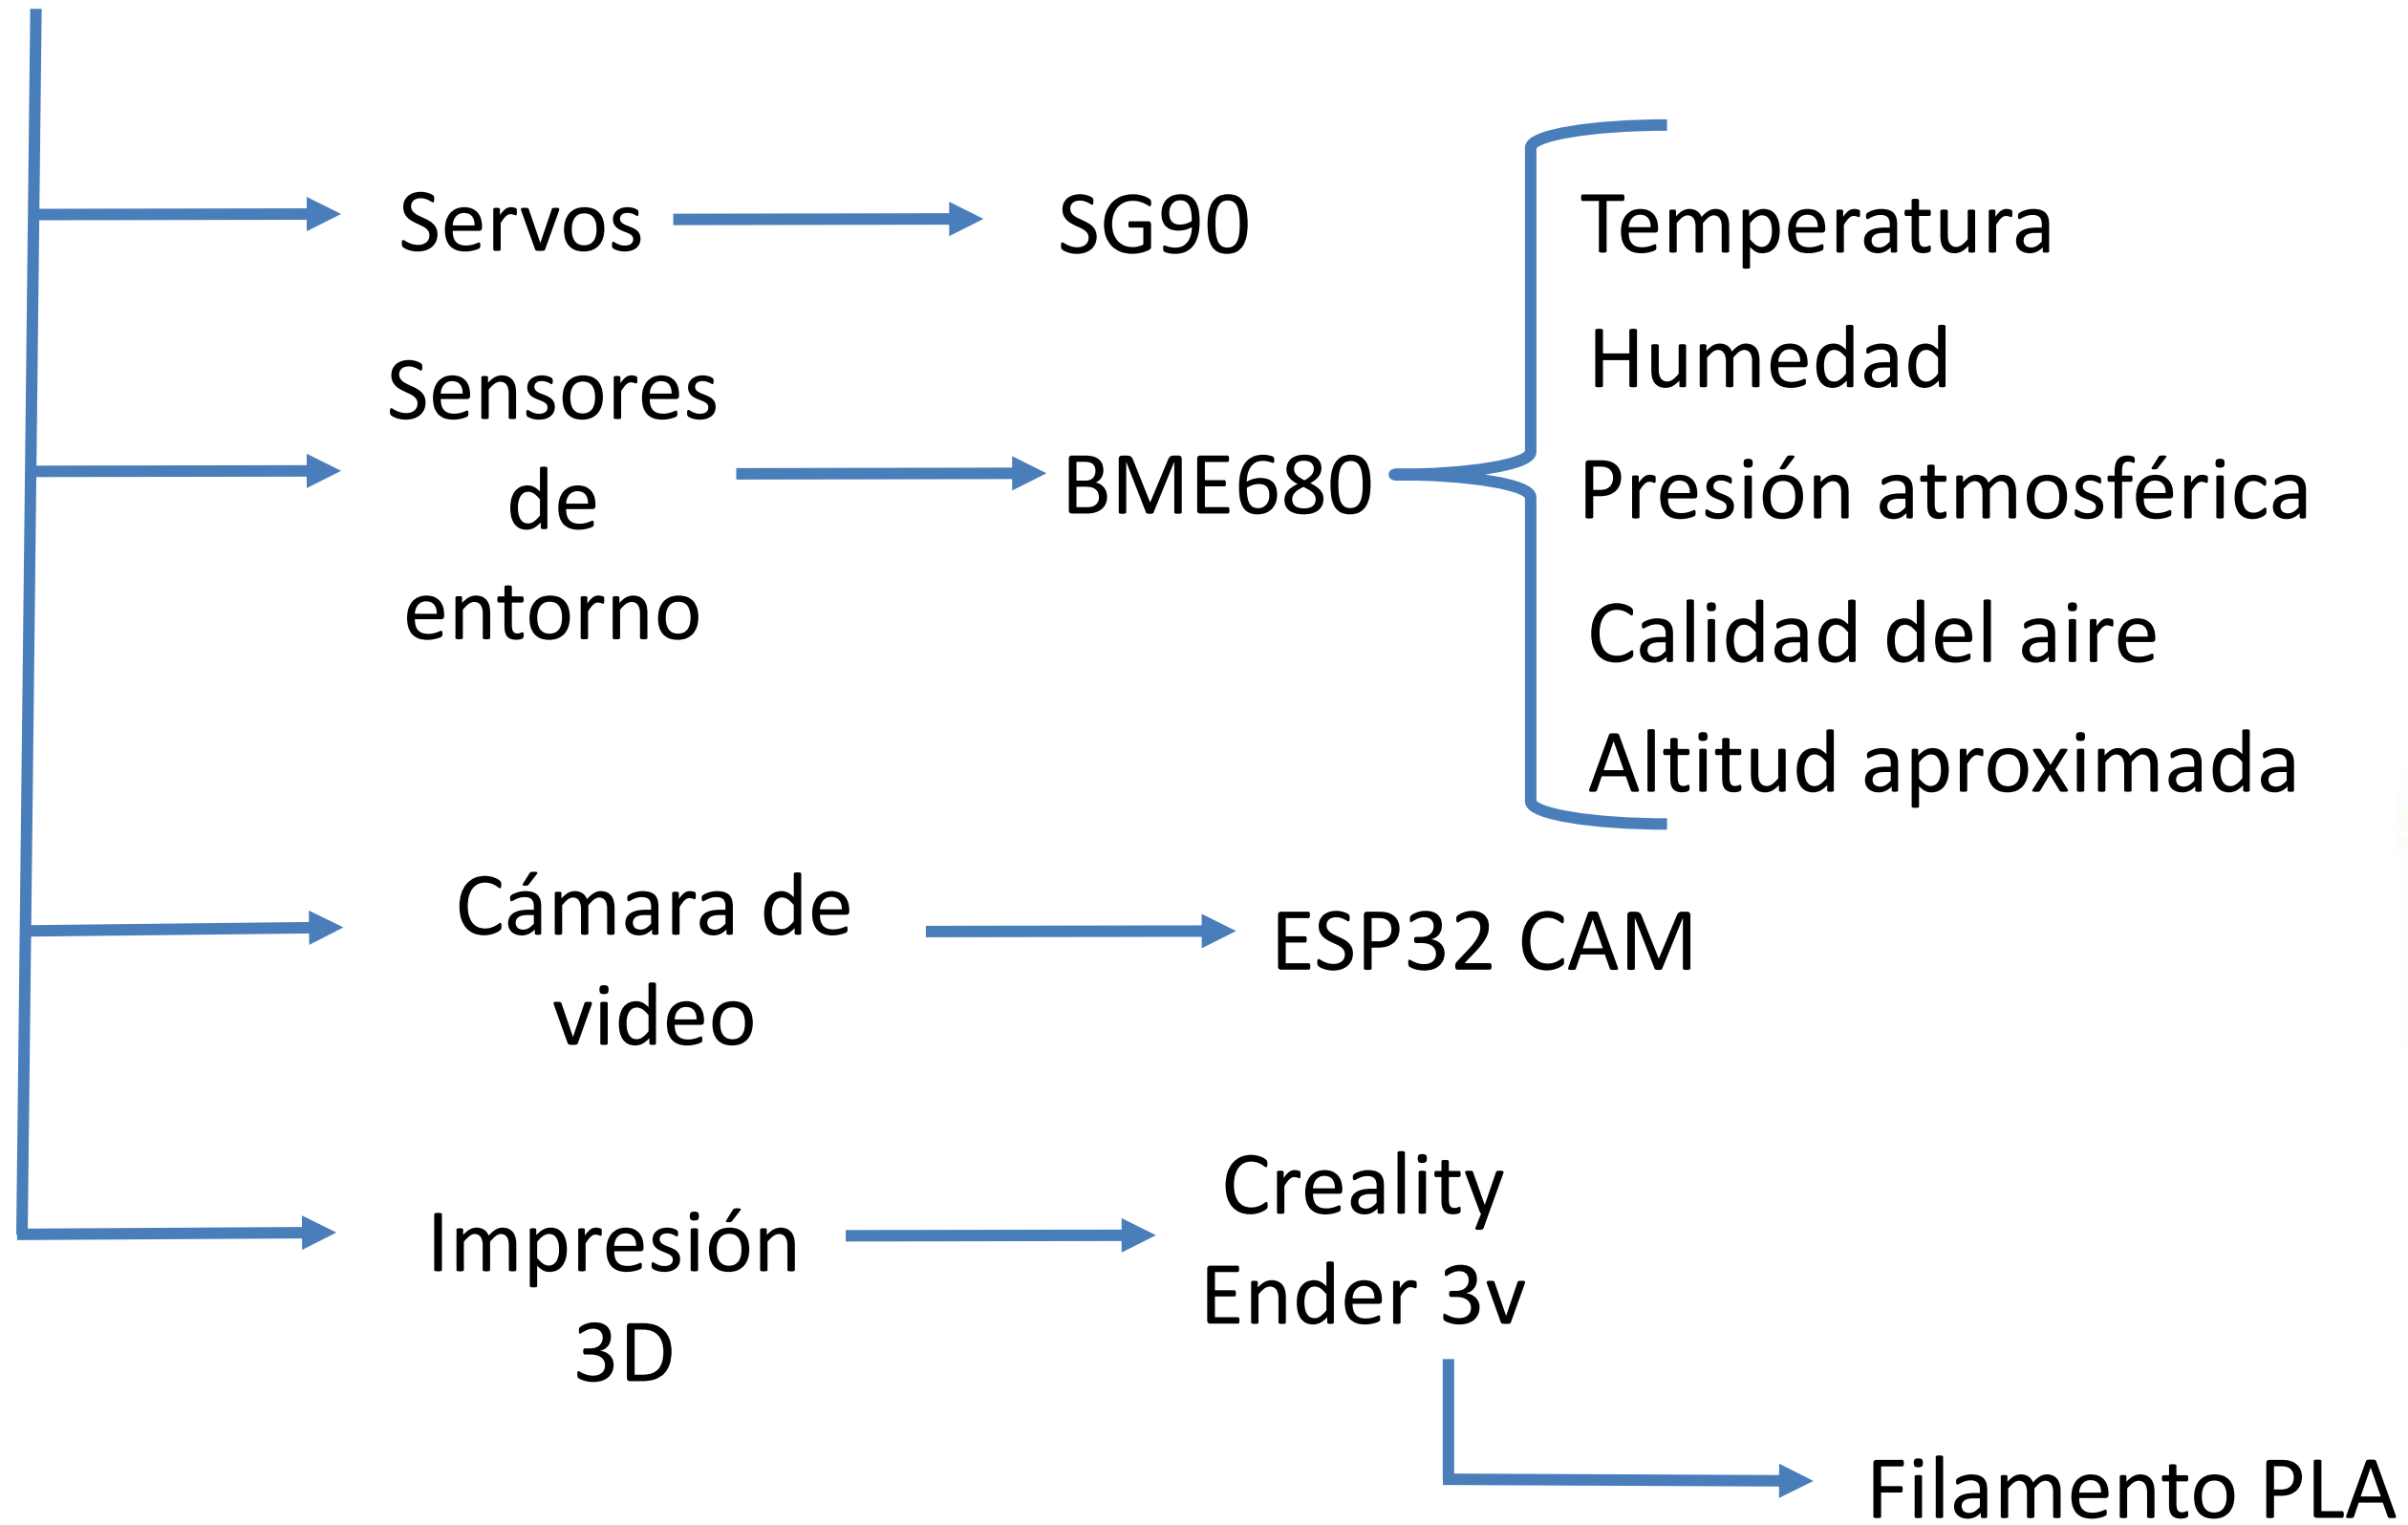 Servos
SG90
Sensores
de
entorno
BME680
Temperatura
Humedad
Presión atmosférica
Calidad del aire
Altitud aproximada
Cámara de
video
ESP32 CAM
Impresión
3D
Creality
Ender 3v
Filamento PLA